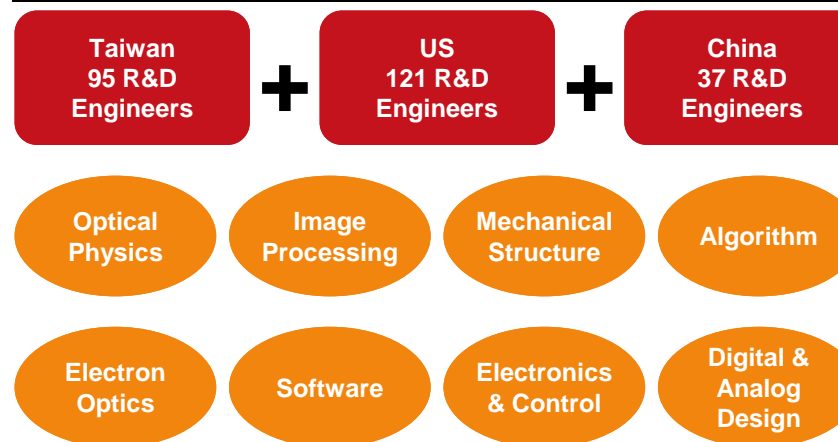 Taiwan
95 R&D
Engineers
+
US
121 R&D
Engineers
+
China
37 R&D
Engineers
Optical
Physics
Image
Processing
Mechanical
Structure
Algorithm
Electron
Optics
Software
Electronics
& Control
Digital &
Analog
Design